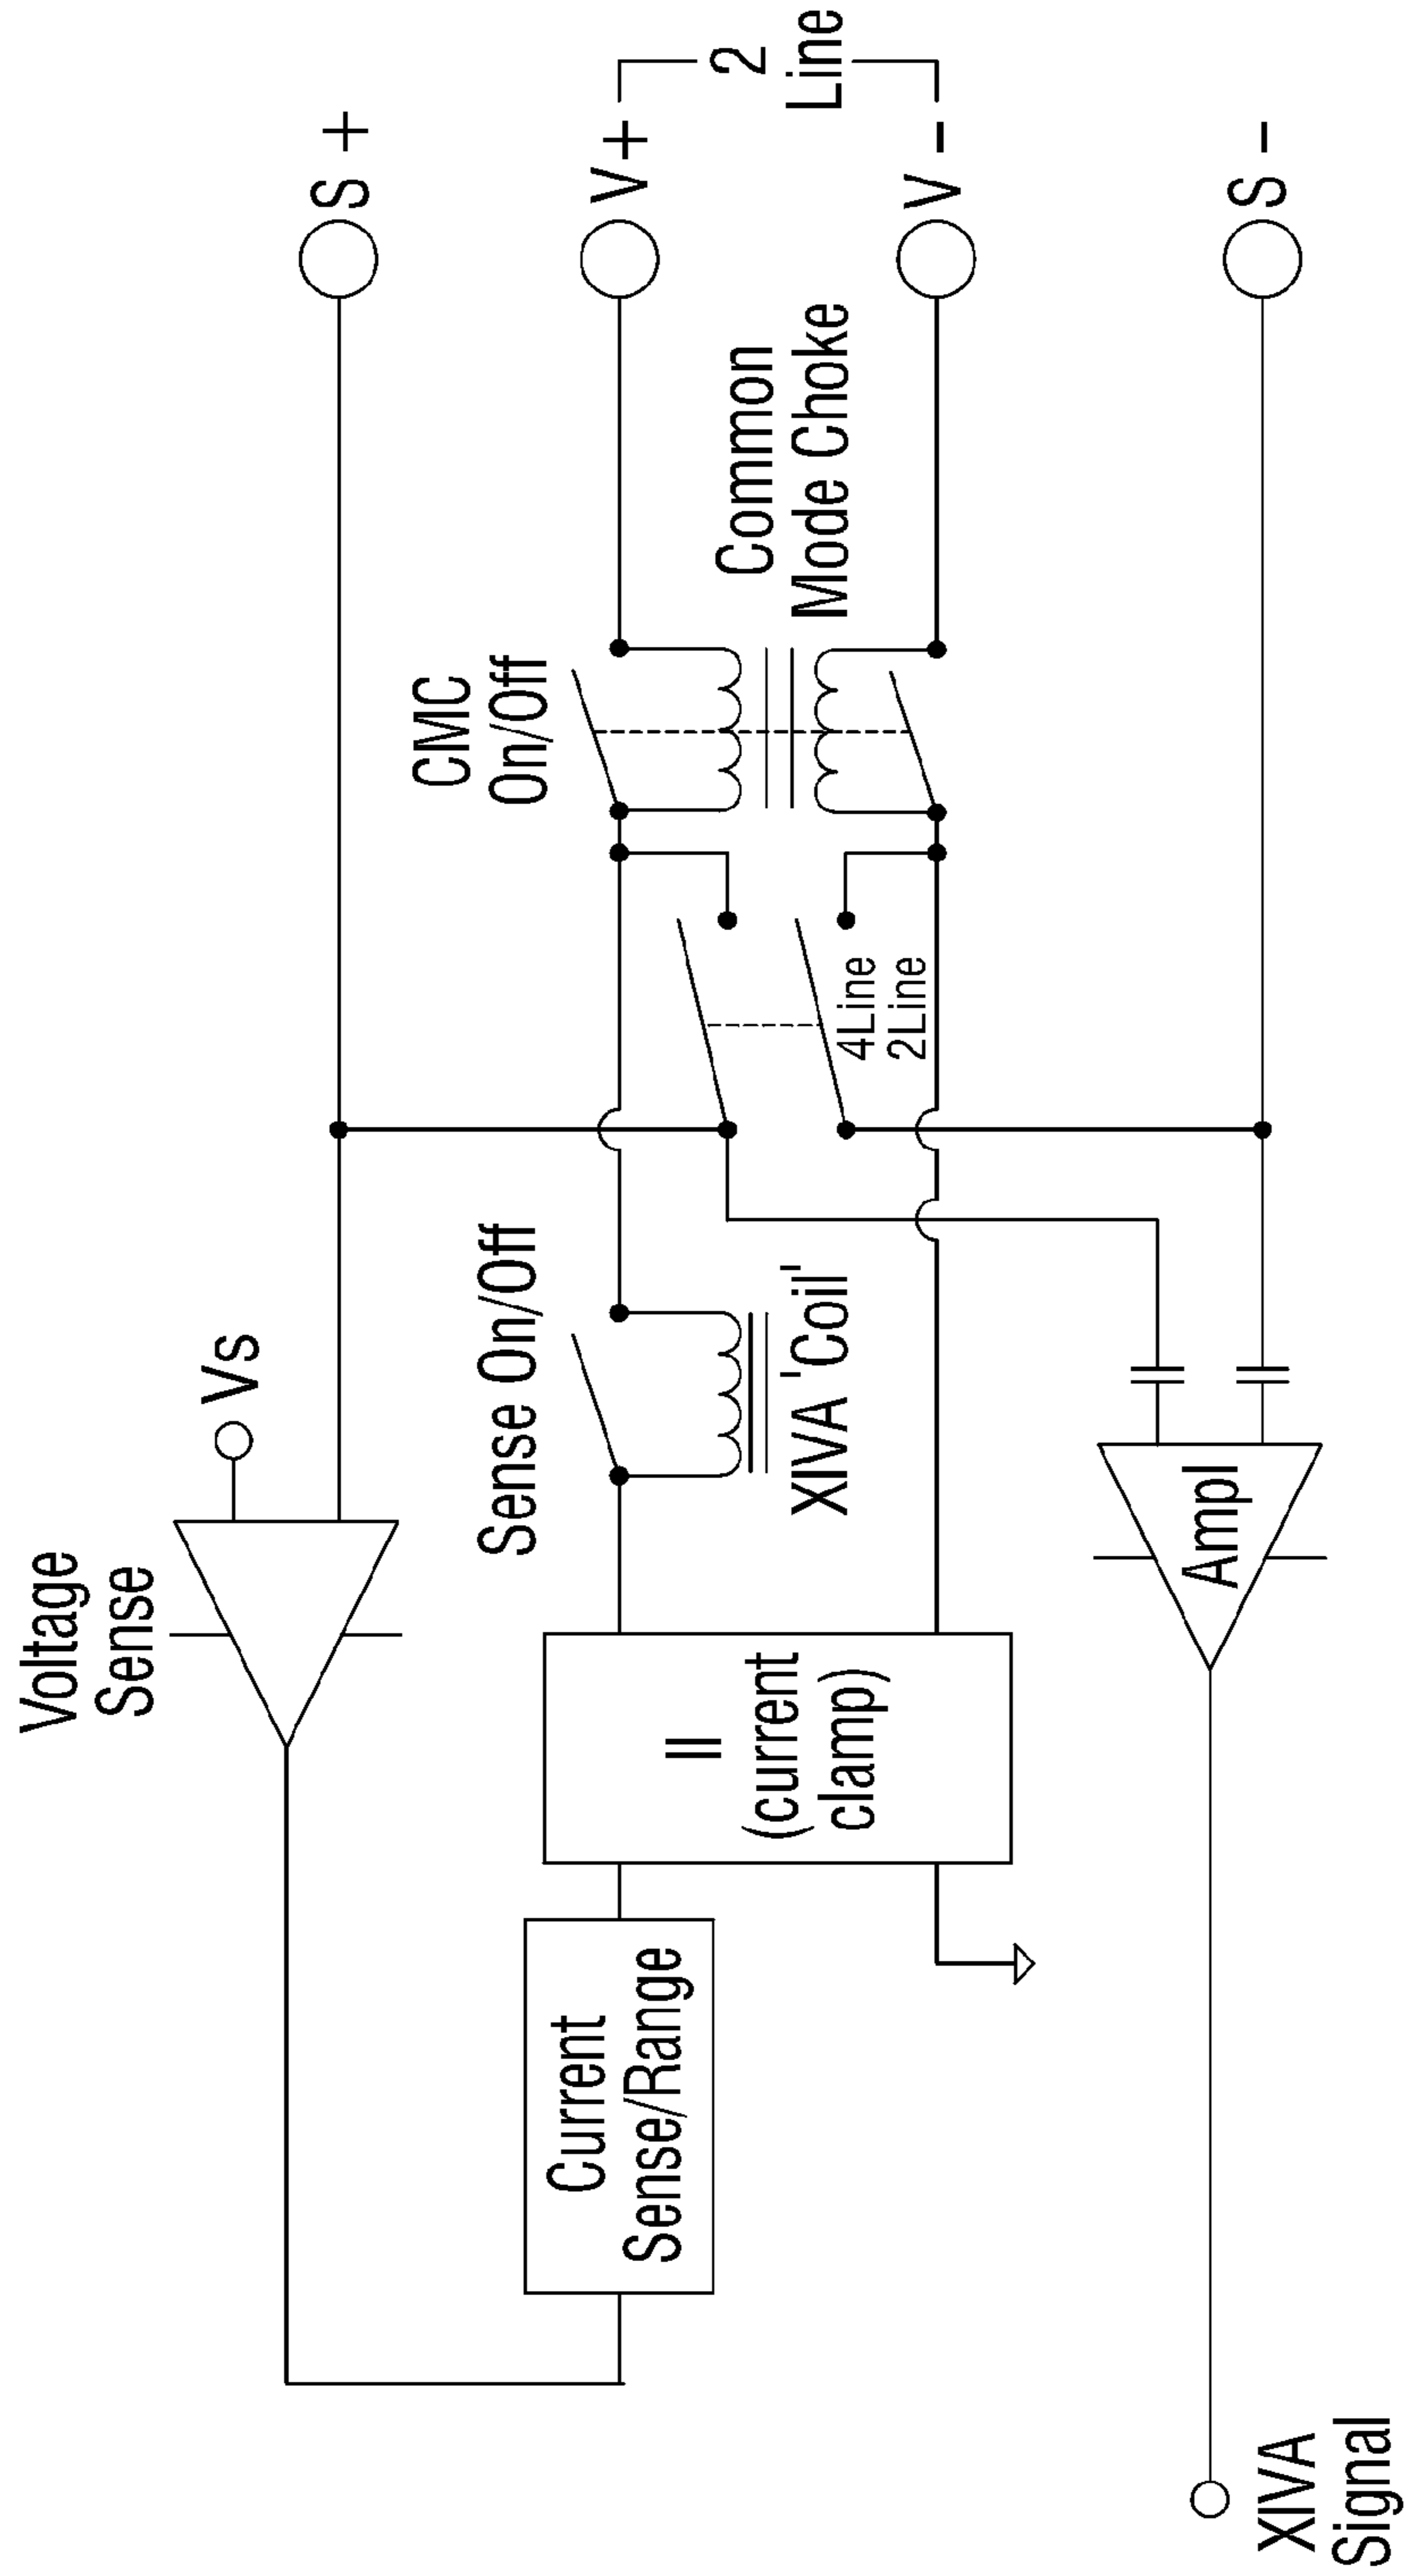 Voltage
Sense
Vs
S +
CMC
On/Off
Sense On/Off
V +
2
Line
Current
Sense/Range
II
(current
clamp)
XIVA 'Coil'
Common
Mode Choke
4Line
2Line
V -
XIVA
Signal
Ampl
S -